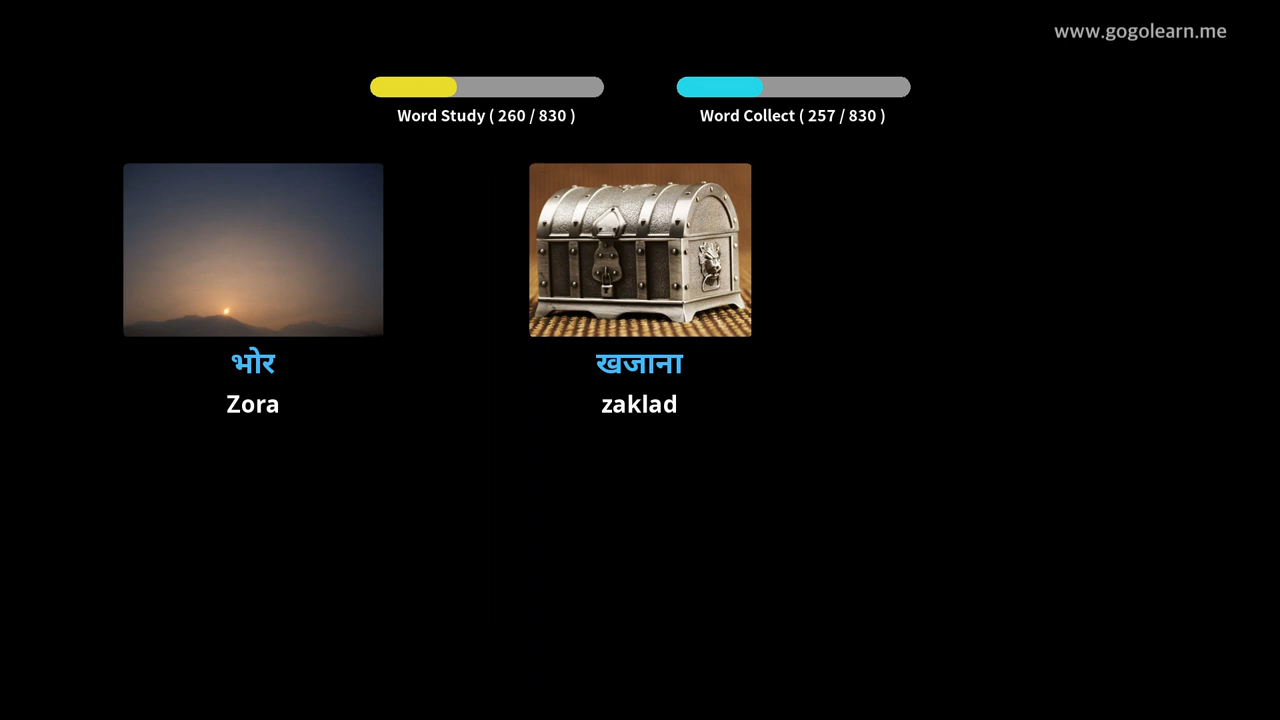 www.gogolearn.me
Word Study ( 260 / 830 )
Word Collect ( 257 / 830 )
भोर
Zora
खजाना
zaklad